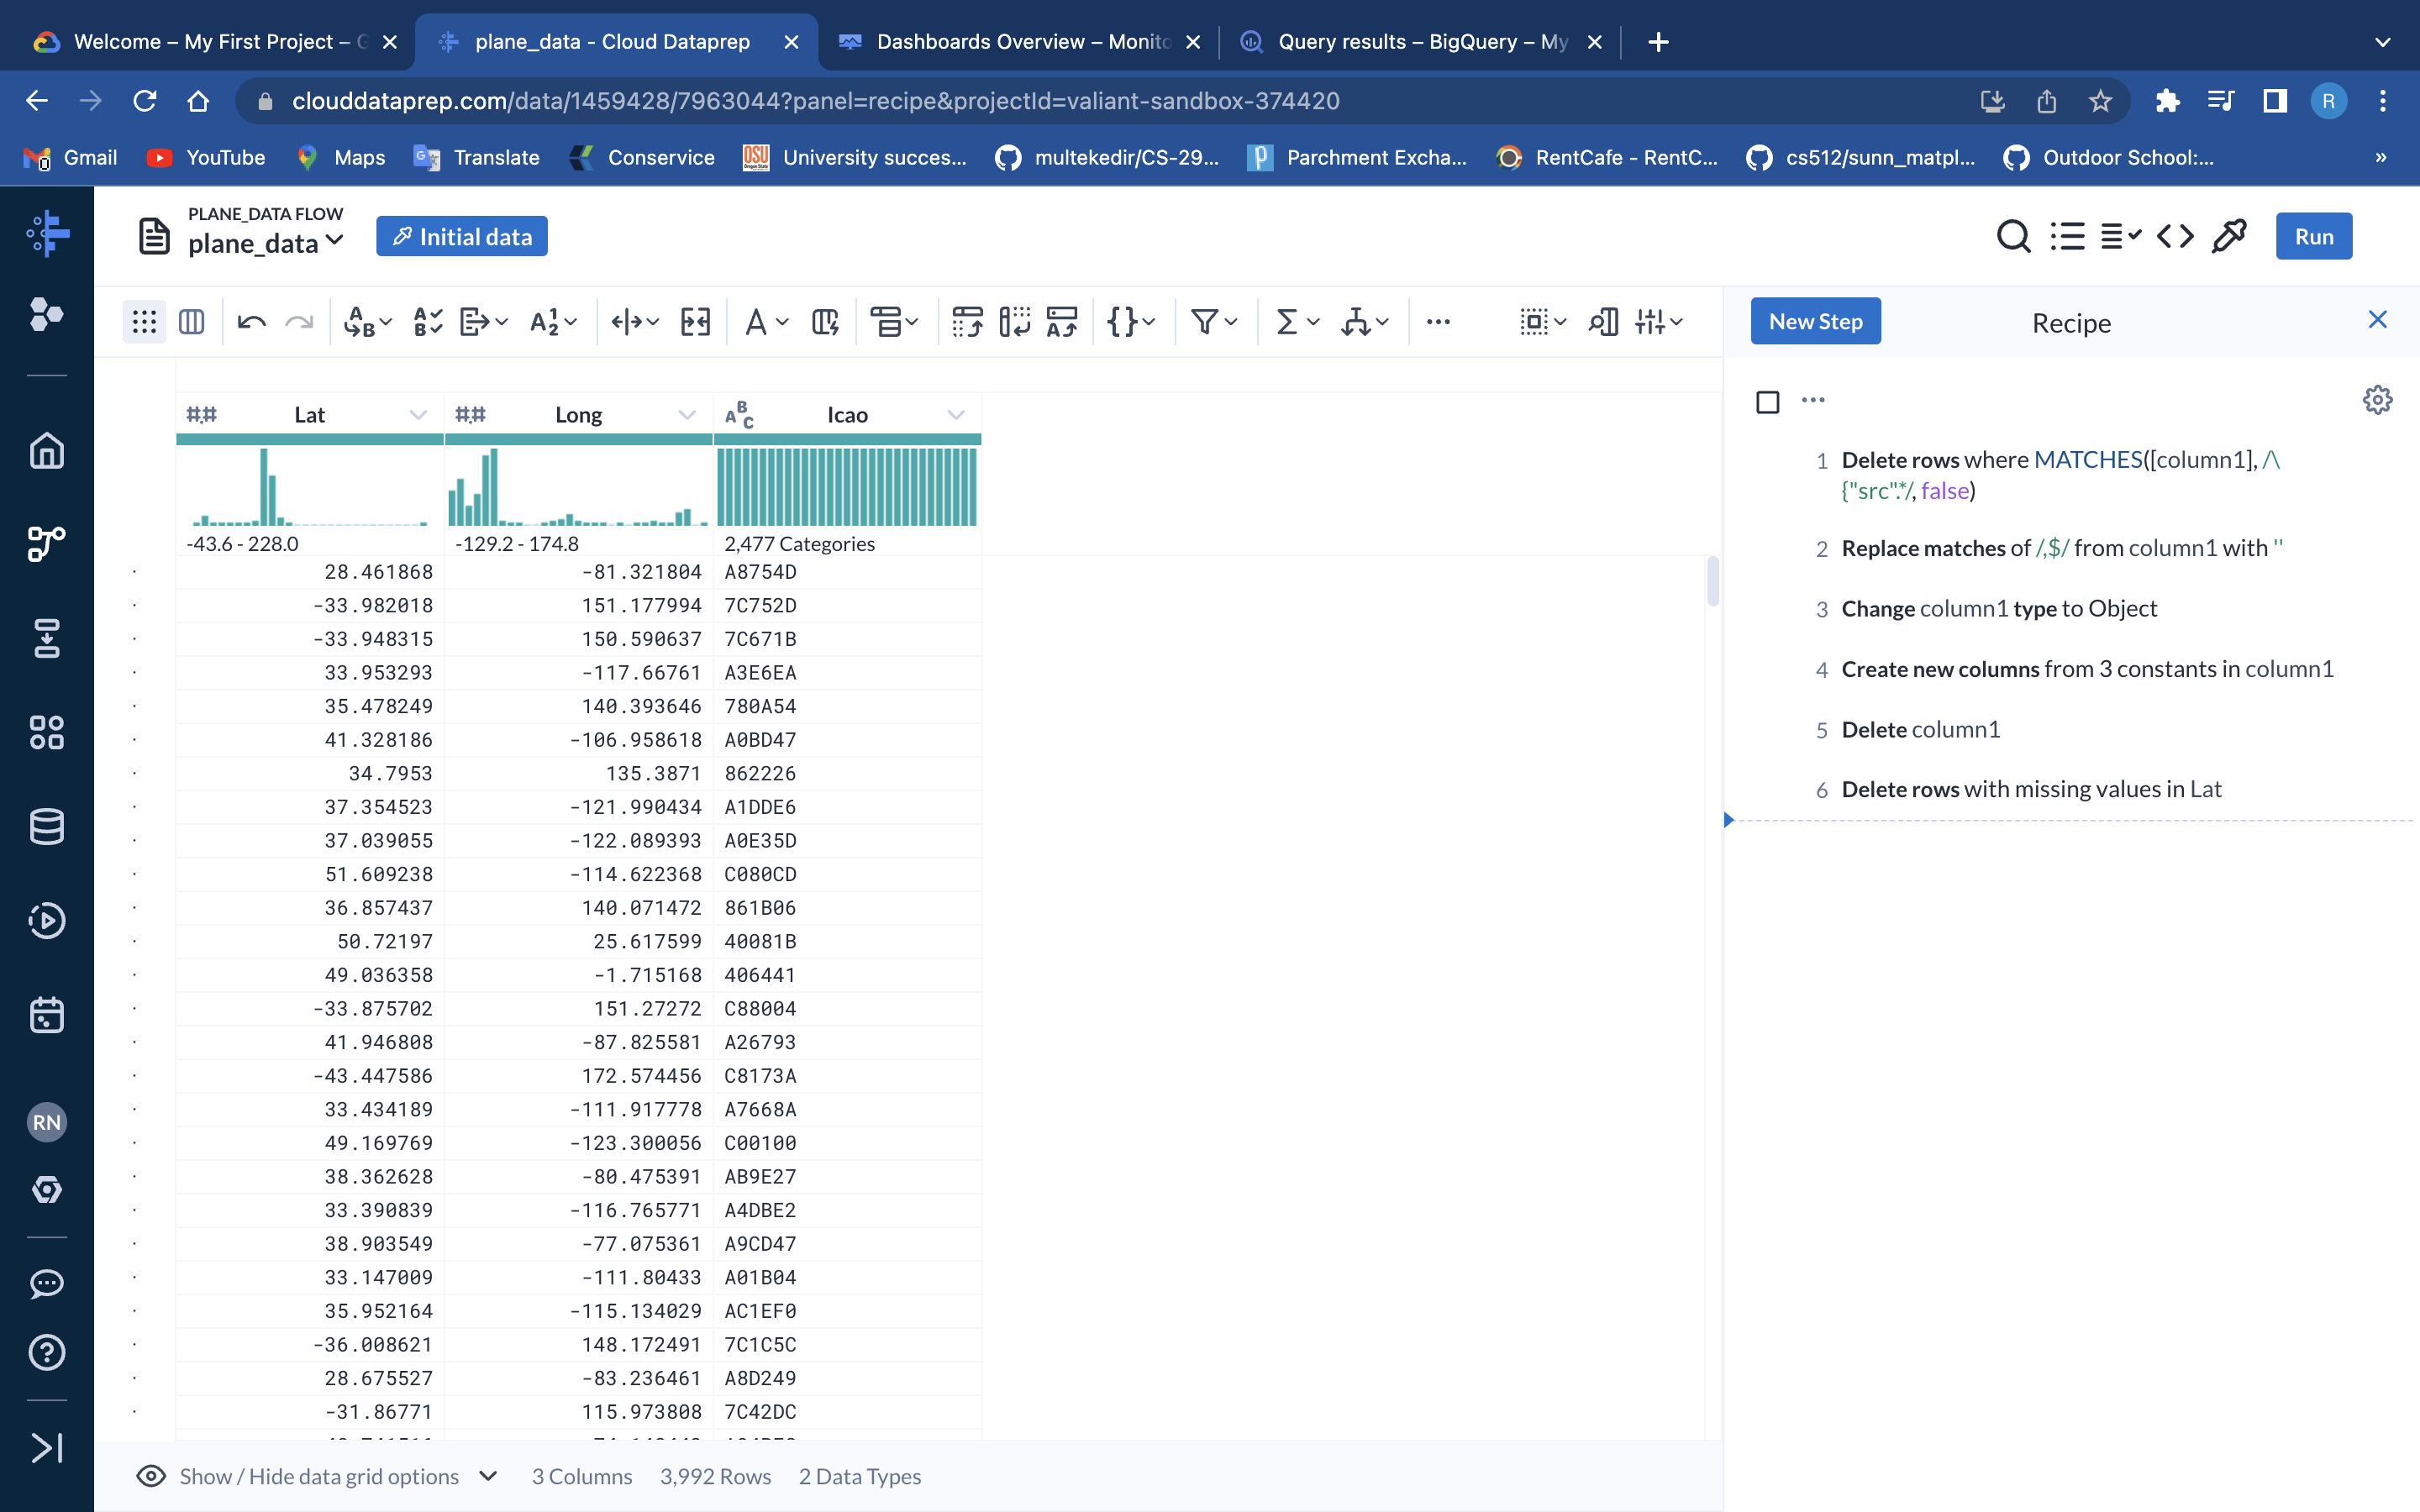 Welcome – My First Project – G
plane_data - Cloud Dataprep
Dashboards Overview – Monito
Query results – BigQuery – My
clouddataprep.com/data/1459428/7963044?panel=recipe&projectId=valiant-sandbox-374420
R
Gmail
YouTube
Maps
Translate
Conservice
University succes...
multekedir/CS-29...
Parchment Excha...
RentCafe - RentC...
cs512/sunn_matpl...
Outdoor School:...
»
PLANE_DATA FLOW
plane_data
Initial data
Run
New Step
Recipe
Lat
Long
Icao
-43.6 - 228.0
-129.2 - 174.8
2,477 Categories
28.461868 -81.321804 A8754D
-33.982018 151.177994 7C752D
-33.948315 150.590637 7C671B
33.953293 -117.66761 A3E6EA
35.478249 140.393646 780A54
41.328186 -106.958618 A0BD47
34.7953 135.3871 862226
37.354523 -121.990434 A1DDE6
37.039055 -122.089393 A0E35D
51.609238 -114.622368 C080CD
36.857437 140.071472 861B06
50.72197 25.617599 40081B
49.036358 -1.715168 406441
-33.875702 151.27272 C88004
41.946808 -87.825581 A26793
-43.447586 172.574456 C8173A
33.434189 -111.917778 A7668A
49.169769 -123.300056 C00100
38.362628 -80.475391 AB9E27
33.390839 -116.765771 A4DBE2
38.903549 -77.075361 A9CD47
33.147009 -111.80433 A01B04
35.952164 -115.134029 AC1EF0
-36.008621 148.172491 7C1C5C
28.675527 -83.236461 A8D249
-31.86771 115.973808 7C42DC
1 Delete rows where MATCHES([column1], /\
{"src".*/, false)
2 Replace matches of /,$/ from column1 with ''
3 Change column1 type to Object
4 Create new columns from 3 constants in column1
5 Delete column1
6 Delete rows with missing values in Lat
RN
Show / Hide data grid options
3 Columns
3,992 Rows
2 Data Types